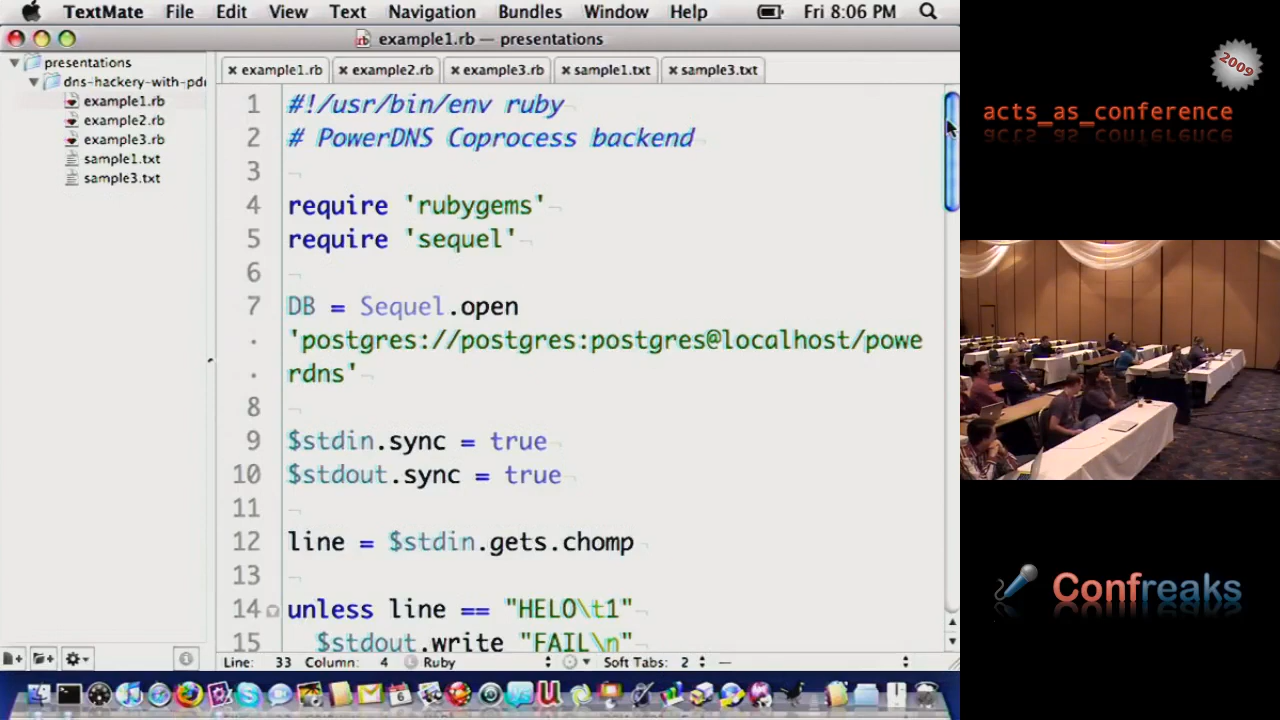 TextMate File Edit View Text Navigation Bundles Window Help Fri 8:06 PM
example1.rb — presentations
presentations
dns-hackery-with-pdn
example1.rb
example2.rb
example3.rb
sample1.txt
sample3.txt
example1.rb example2.rb example3.rb sample1.txt sample3.txt
1 #!/usr/bin/env ruby
2 # PowerDNS Coprocess backend
3
4 require 'rubygems'
5 require 'sequel'
6
7 DB = Sequel.open
'postgres://postgres:postgres@localhost/powe
rdns'
8
9 $stdin.sync = true
10 $stdout.sync = true
11
12 line = $stdin.gets.chomp
13
14 unless line == "HELO\t1"
15 $stdout.write "FAIL\n"
Line: 33 Column: 4 Ruby Soft Tabs: 2 —
6
2009
acts_as_conference
Confreaks